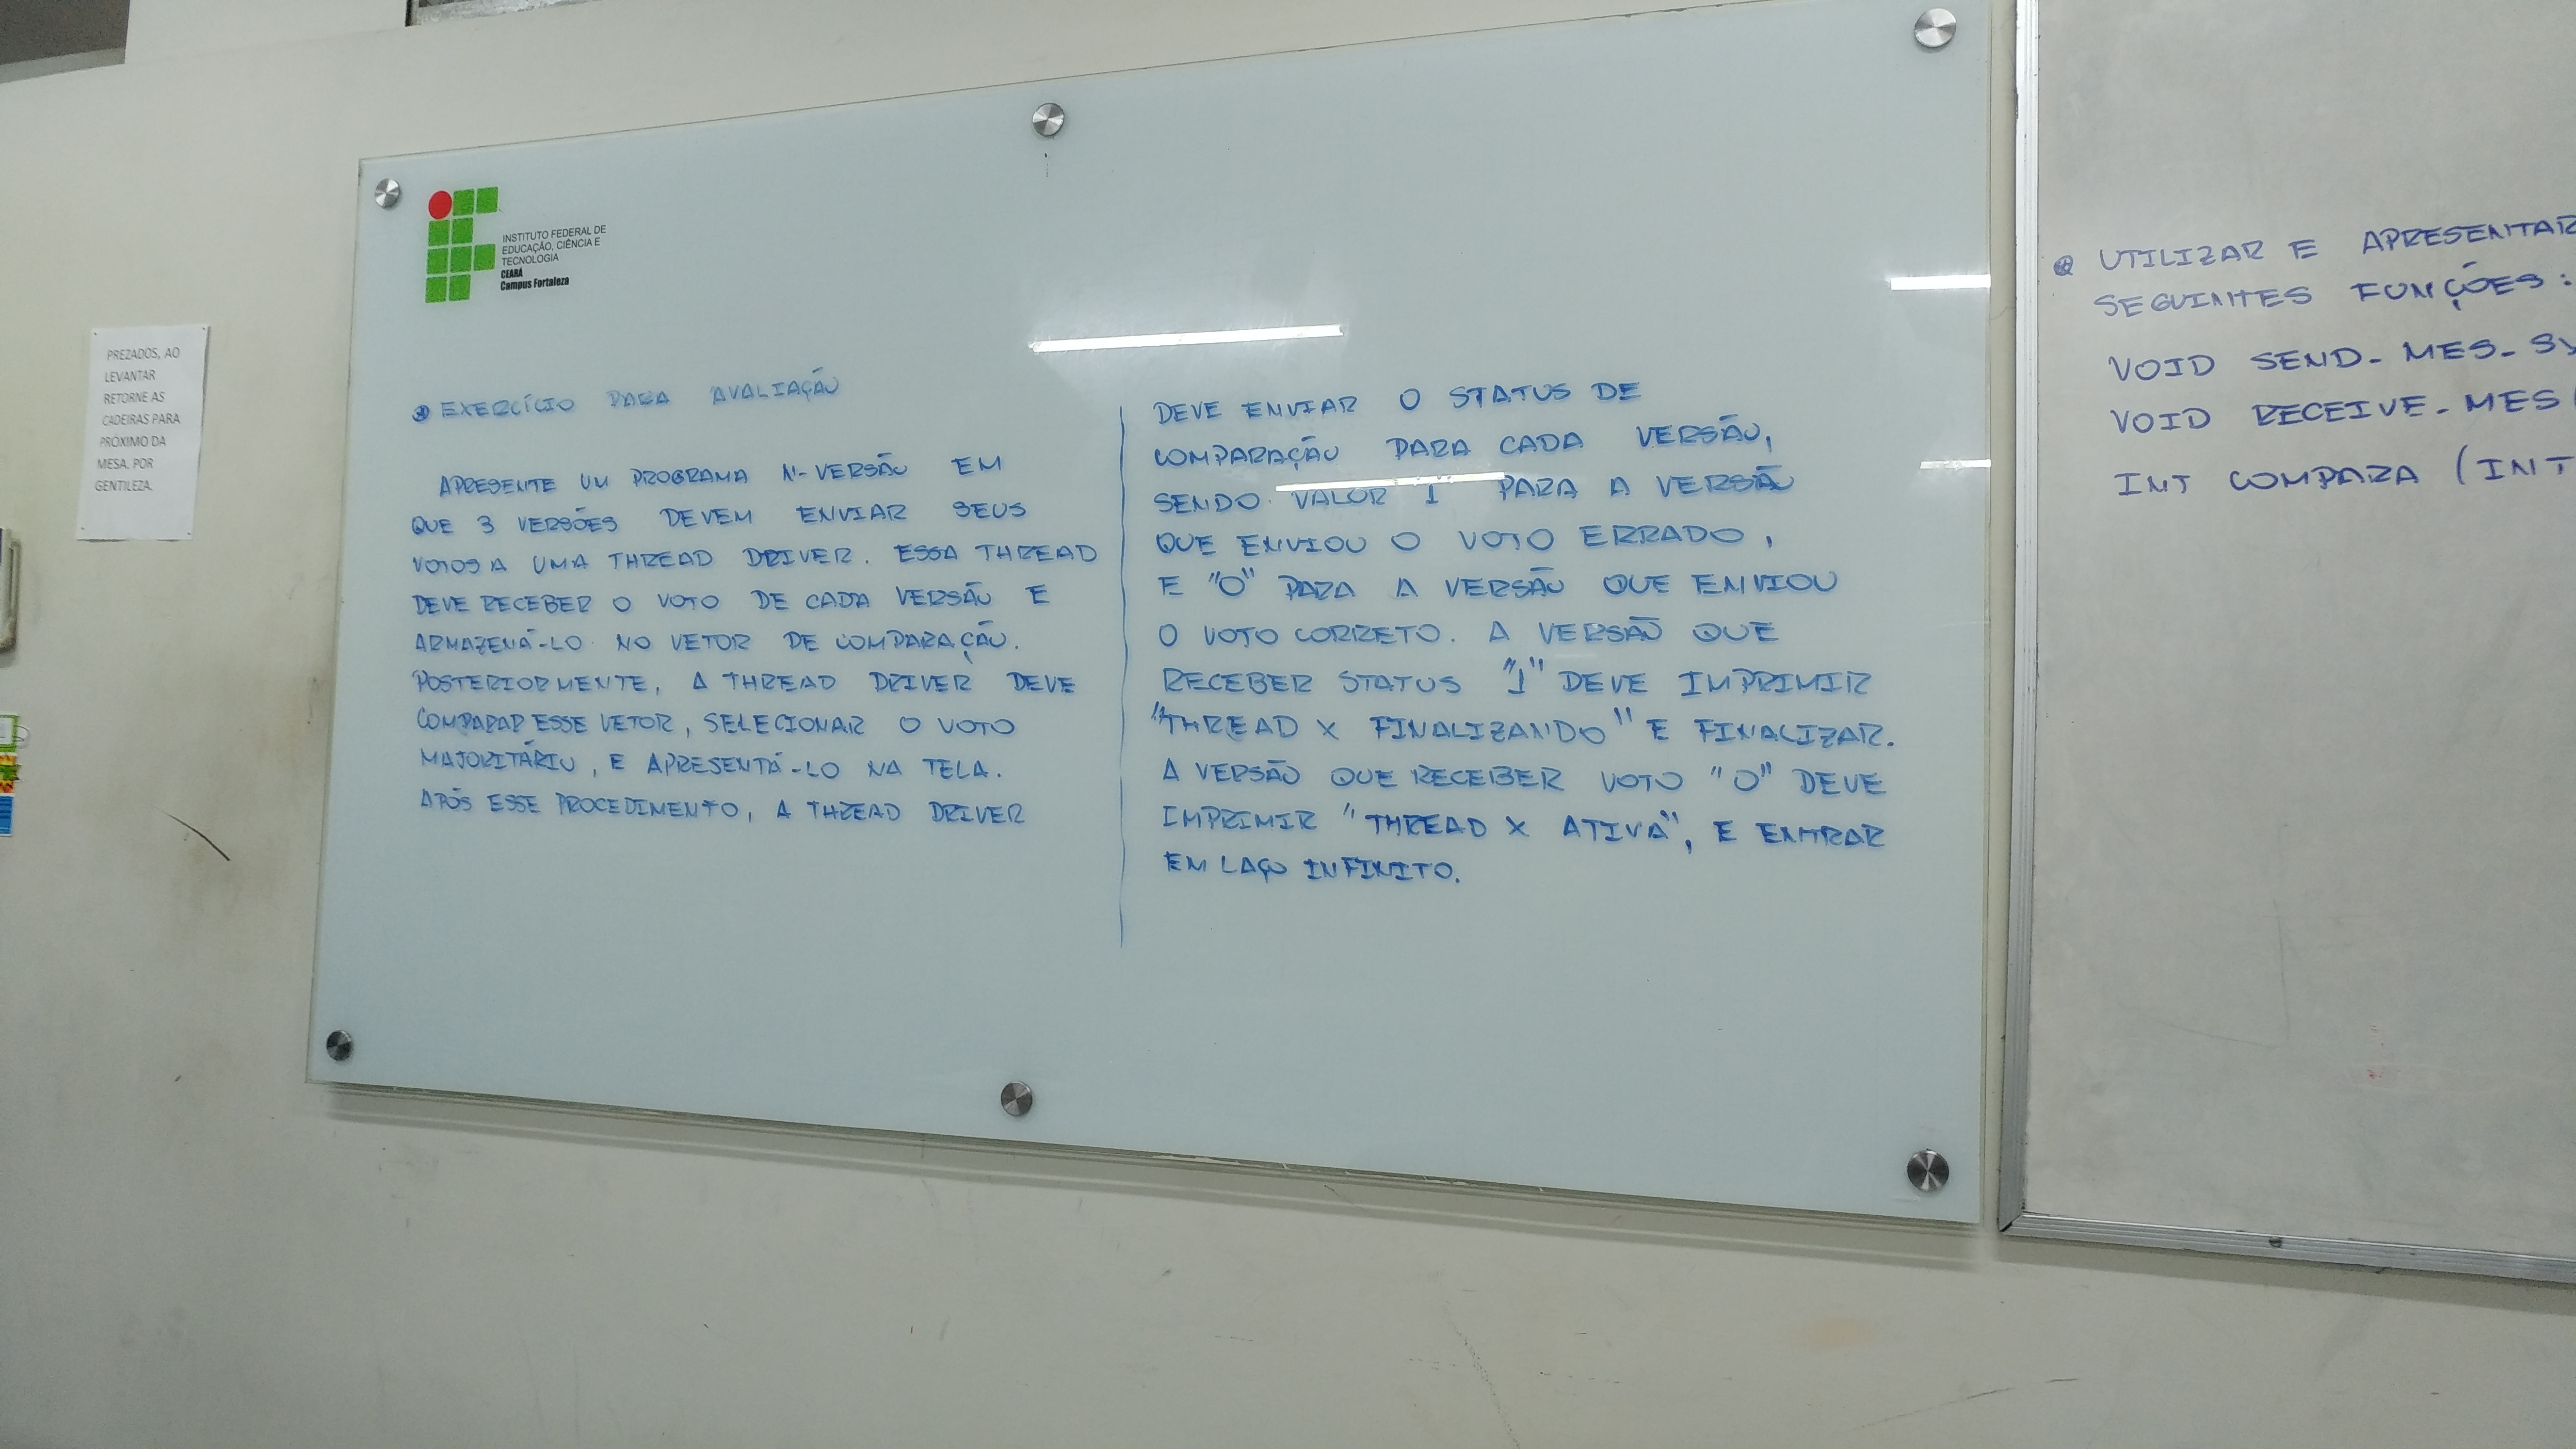 INSTITUTO FEDERAL DE
EDUCAÇÃO, CIÊNCIA E
TECNOLOGIA
CEARÁ
Campus Fortaleza
PREZADOS, AO
LEVANTAR
RETORNE AS
CADEIRAS PARA
PRÓXIMO DA
MESA. POR
GENTILEZA.
EXERCÍCIO PARA AVALIAÇÃO
APRESENTE UM PROGRAMA N-VERSÃO EM
QUE 3 VERSÕES DEVEM ENVIAR SEUS
VOTOS A UMA THREAD DRIVER. ESSA THREAD
DEVE RECEBER O VOTO DE CADA VERSÃO E
ARMAZENÁ-LO NO VETOR DE COMPARAÇÃO.
POSTERIORMENTE, A THREAD DRIVER DEVE
COMPARAR ESSE VETOR, SELECIONAR O VOTO
MAJORITÁRIO, E APRESENTÁ-LO NA TELA.
APÓS ESSE PROCEDIMENTO, A THREAD DRIVER
DEVE ENVIAR O STATUS DE
COMPARAÇÃO PARA CADA VERSÃO,
SENDO VALOR "1" PARA A VERSÃO
QUE ENVIOU O VOTO ERRADO,
E "0" PARA A VERSÃO QUE ENVIOU
O VOTO CORRETO. A VERSÃO QUE
RECEBER STATUS "1" DEVE IMPRIMIR
"THREAD X FINALIZANDO" E FINALIZAR.
A VERSÃO QUE RECEBER VOTO "0" DEVE
IMPRIMIR "THREAD X ATIVA", E ENTRAR
EM LAÇO INFINITO.
UTILIZAR E APRESENTAR
SEGUINTES FUNÇÕES:
VOID SEND_MES_SY
VOID RECEIVE_MES(
INT COMPARA (INT